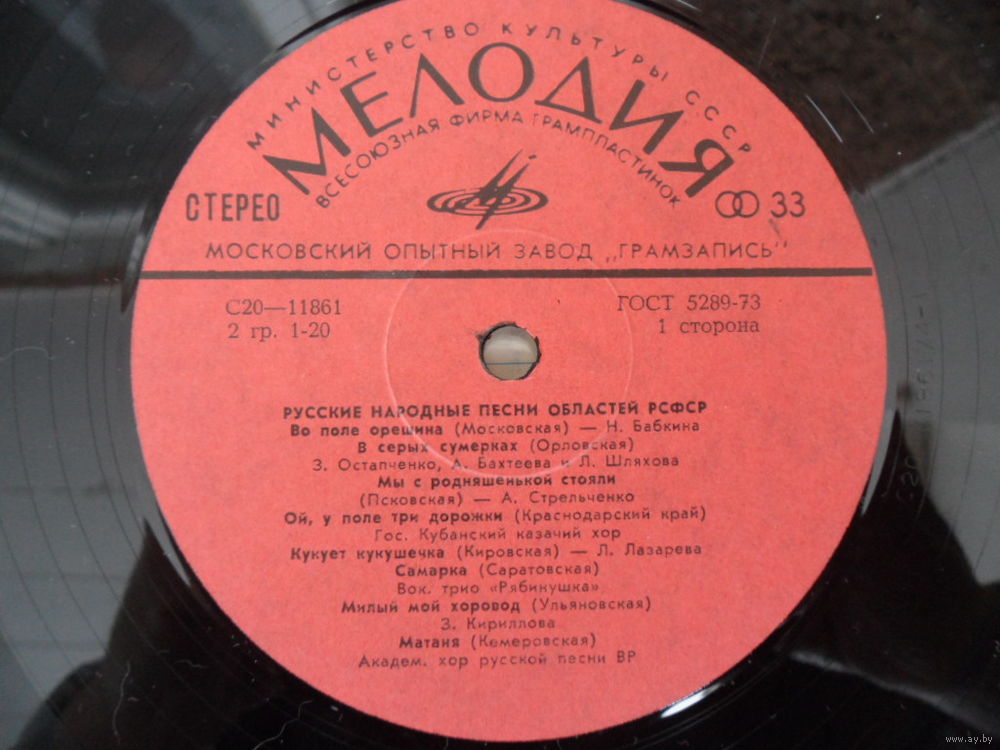 МИНИСТЕРСТВО КУЛЬТУРЫ СССР
МЕЛОДИЯ
ВСЕСОЮЗНАЯ ФИРМА ГРАМПЛАСТИНОК
СТЕРЕО
33
МОСКОВСКИЙ ОПЫТНЫЙ ЗАВОД „ГРАМЗАПИСЬ"
С20—11861
ГОСТ 5289-73
2 гр. 1-20
1 сторона
РУССКИЕ НАРОДНЫЕ ПЕСНИ ОБЛАСТЕЙ РСФСР
Во поле орешина (Московская) — Н. Бабкина
В серых сумерках (Орловская)
З. Остапченко, А. Бахтеева и Л. Шляхова
Мы с родняшенькой стояли
(Псковская) — А. Стрельченко
Ой, у поле три дорожки (Краснодарский край)
Гос. Кубанский казачий хор
Кукует кукушечка (Кировская) — Л. Лазарева
Самарка (Саратовская)
Вок. трио «Рябинушка»
Милый мой хоровод (Ульяновская)
З. Кириллова
Матаня (Кемеровская)
Академ. хор русской песни ВР
www.ay.by